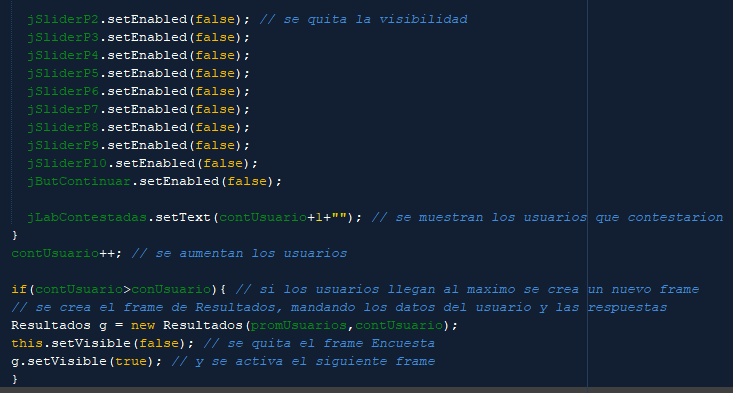 jSliderP2.setEnabled(false); // se quita la visibilidad
jSliderP3.setEnabled(false);
jSliderP4.setEnabled(false);
jSliderP5.setEnabled(false);
jSliderP6.setEnabled(false);
jSliderP7.setEnabled(false);
jSliderP8.setEnabled(false);
jSliderP9.setEnabled(false);
jSliderP10.setEnabled(false);
jButContinuar.setEnabled(false);
jLabContestadas.setText(contUsuario+1+""); // se muestran los usuarios que contestarion
}
contUsuario++; // se aumentan los usuarios
if(contUsuario>conUsuario){ // si los usuarios llegan al maximo se crea un nuevo frame
// se crea el frame de Resultados, mandando los datos del usuario y las respuestas
Resultados g = new Resultados(promUsuarios,contUsuario);
this.setVisible(false); // se quita el frame Encuesta
g.setVisible(true); // y se activa el siguiente frame
}